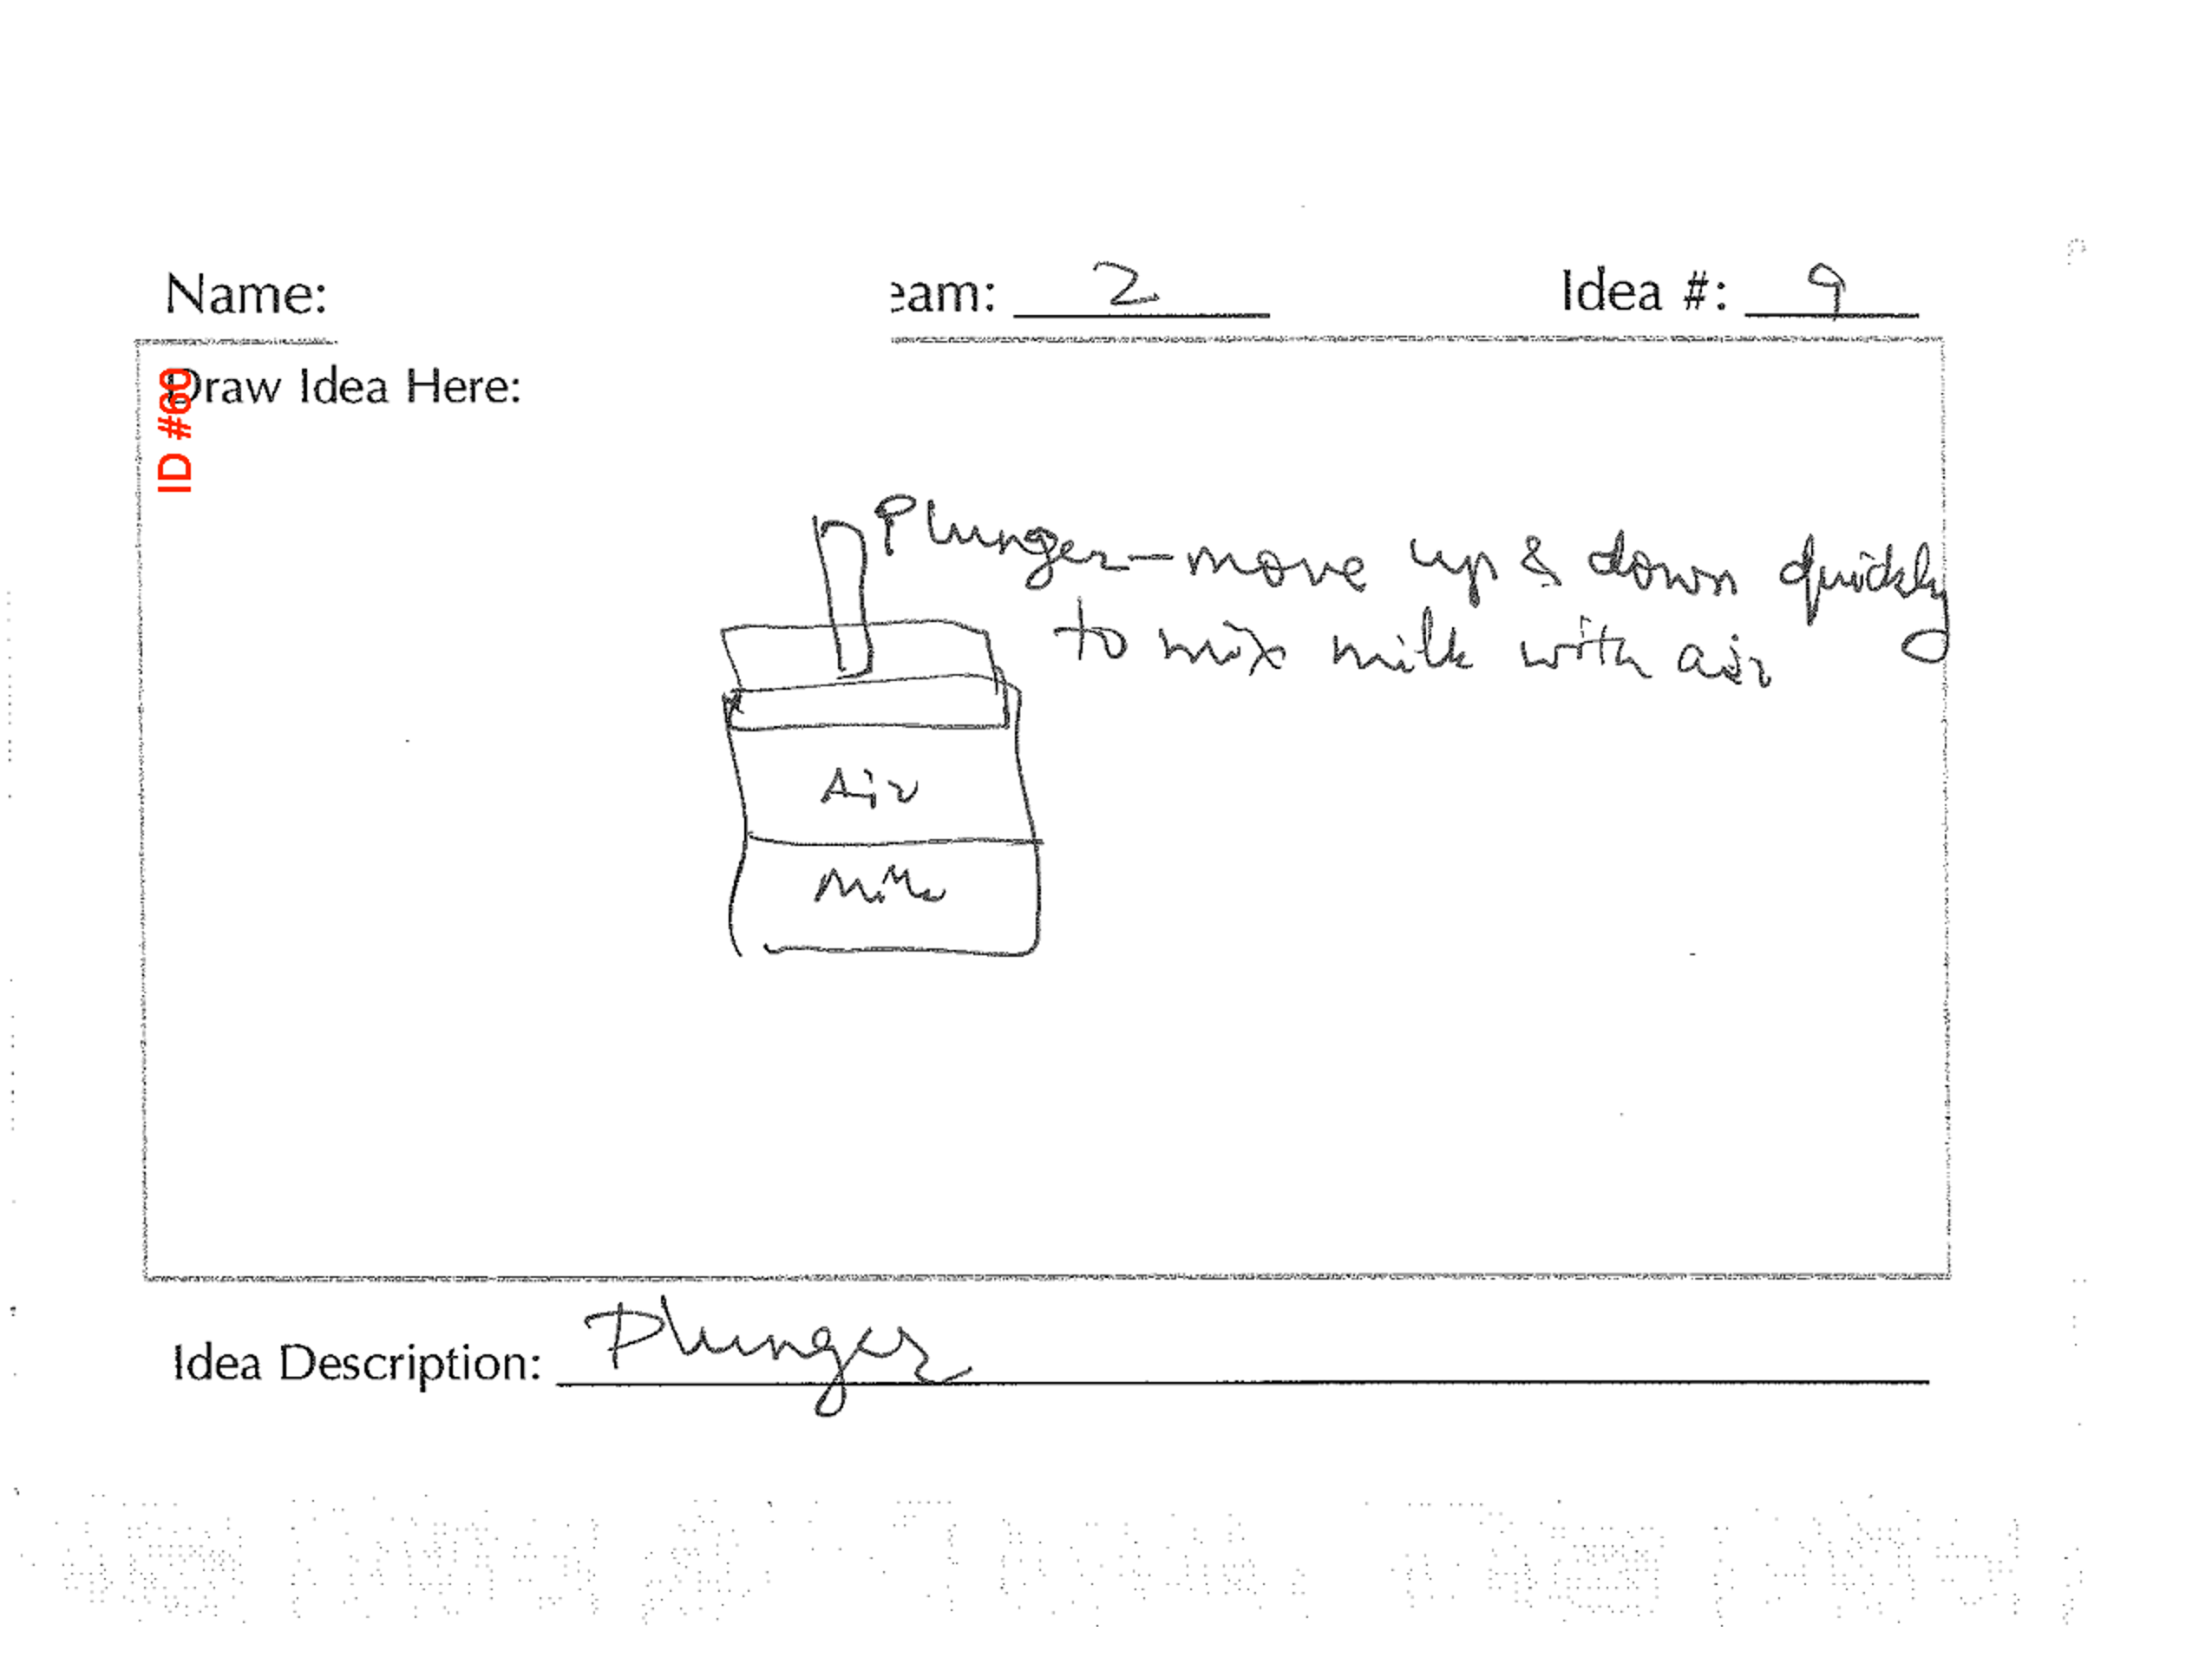 Name:
eam: 2
Idea #: 9
ID #60
Draw Idea Here:
Plunger—move up & down quickly
to mix milk with air
Air
Milk
Idea Description: Plunger